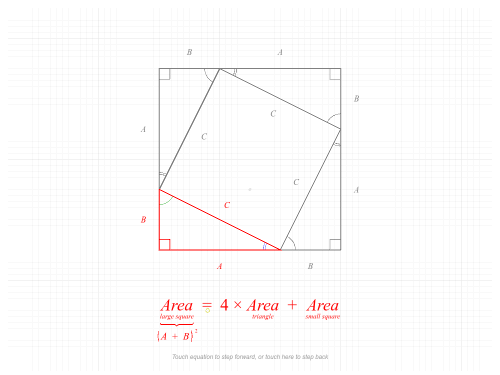 B A
B
C
A
C
C
A
B
C
A B
Area = 4 × Area + Area
large square triangle small square
(A + B)²
Touch equation to step forward, or touch here to step back